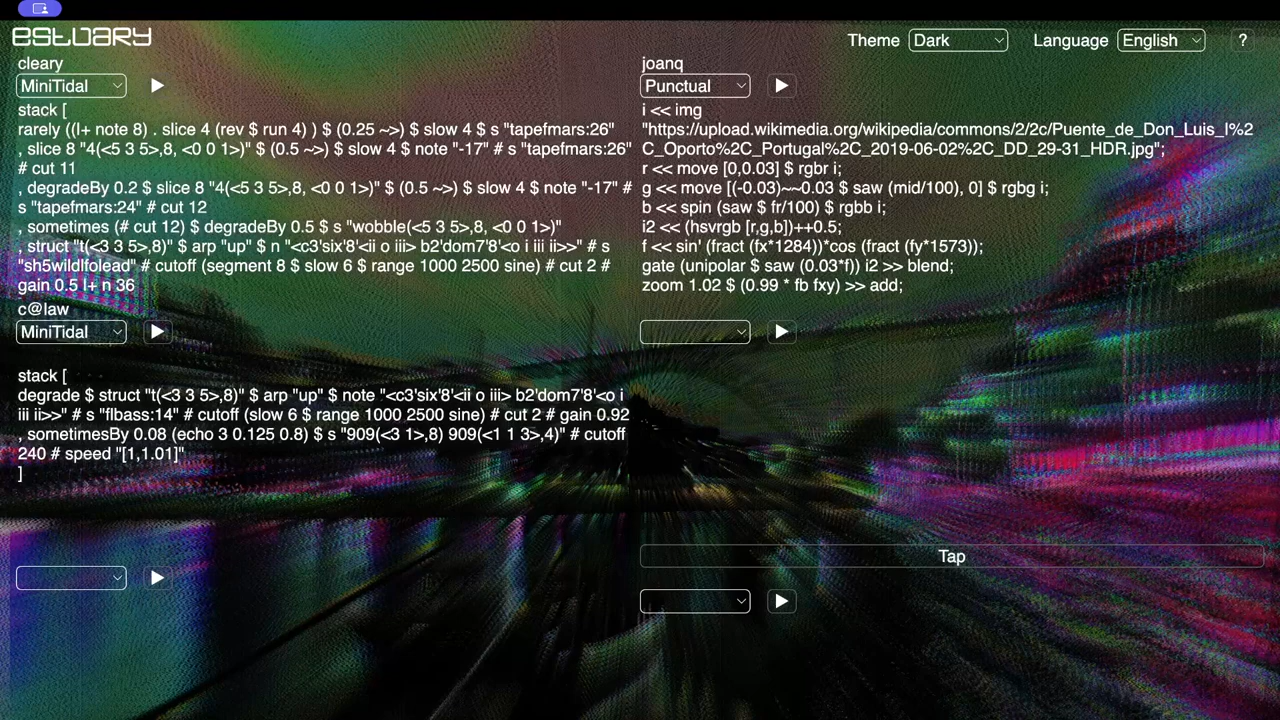 estuary
Theme Dark Language English ?
cleary
MiniTidal
stack [
rarely ((|+ note 8) . slice 4 (rev $ run 4) ) $ (0.25 ~>) $ slow 4 $ s "tapefmars:26"
, slice 8 "4(<5 3 5>,8, <0 0 1>)" $ (0.5 ~>) $ slow 4 $ note "-17" # s "tapefmars:26"
# cut 11
, degradeBy 0.2 $ slice 8 "4(<5 3 5>,8, <0 0 1>)" $ (0.5 ~>) $ slow 4 $ note "-17" #
s "tapefmars:24" # cut 12
, sometimes (# cut 12) $ degradeBy 0.5 $ s "wobble(<5 3 5>,8, <0 0 1>)"
, struct "t(<3 3 5>,8)" $ arp "up" $ n "<c3'six'8'<ii o iii> b2'dom7'8'<o i iii ii>>" # s
"sh5wildlfolead" # cutoff (segment 8 $ slow 6 $ range 1000 2500 sine) # cut 2 #
gain 0.5 |+ n 36
c@law
MiniTidal
stack [
degrade $ struct "t(<3 3 5>,8)" $ arp "up" $ note "<c3'six'8'<ii o iii> b2'dom7'8'<o i
iii ii>>" # s "flbass:14" # cutoff (slow 6 $ range 1000 2500 sine) # cut 2 # gain 0.92
, sometimesBy 0.08 (echo 3 0.125 0.8) $ s "909(<3 1>,8) 909(<1 1 3>,4)" # cutoff
240 # speed "[1,1.01]"
]
joanq
Punctual
i << img
"https://upload.wikimedia.org/wikipedia/commons/2/2c/Puente_de_Don_Luis_I%2
C_Oporto%2C_Portugal%2C_2019-06-02%2C_DD_29-31_HDR.jpg";
r << move [0,0.03] $ rgbr i;
g << move [(-0.03)~~0.03 $ saw (mid/100), 0] $ rgbg i;
b << spin (saw $ fr/100) $ rgbb i;
i2 << (hsvrgb [r,g,b])++0.5;
f << sin' (fract (fx*1284))*cos (fract (fy*1573));
gate (unipolar $ saw (0.03*f)) i2 >> blend;
zoom 1.02 $ (0.99 * fb fxy) >> add;
Tap